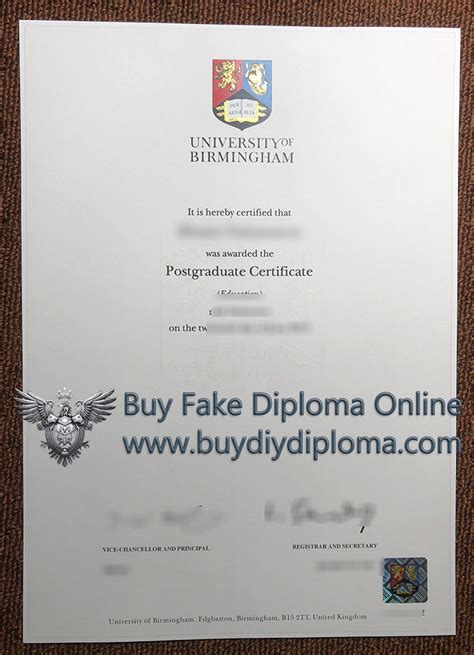 UNIVERSITY OF
BIRMINGHAM
It is hereby certified that
was awarded the
Postgraduate Certificate
(Education)
on the
Buy Fake Diploma Online
www.buydiydiploma.com
VICE-CHANCELLOR AND PRINCIPAL
REGISTRAR AND SECRETARY
2
University of Birmingham, Edgbaston, Birmingham, B15 2TT, United Kingdom